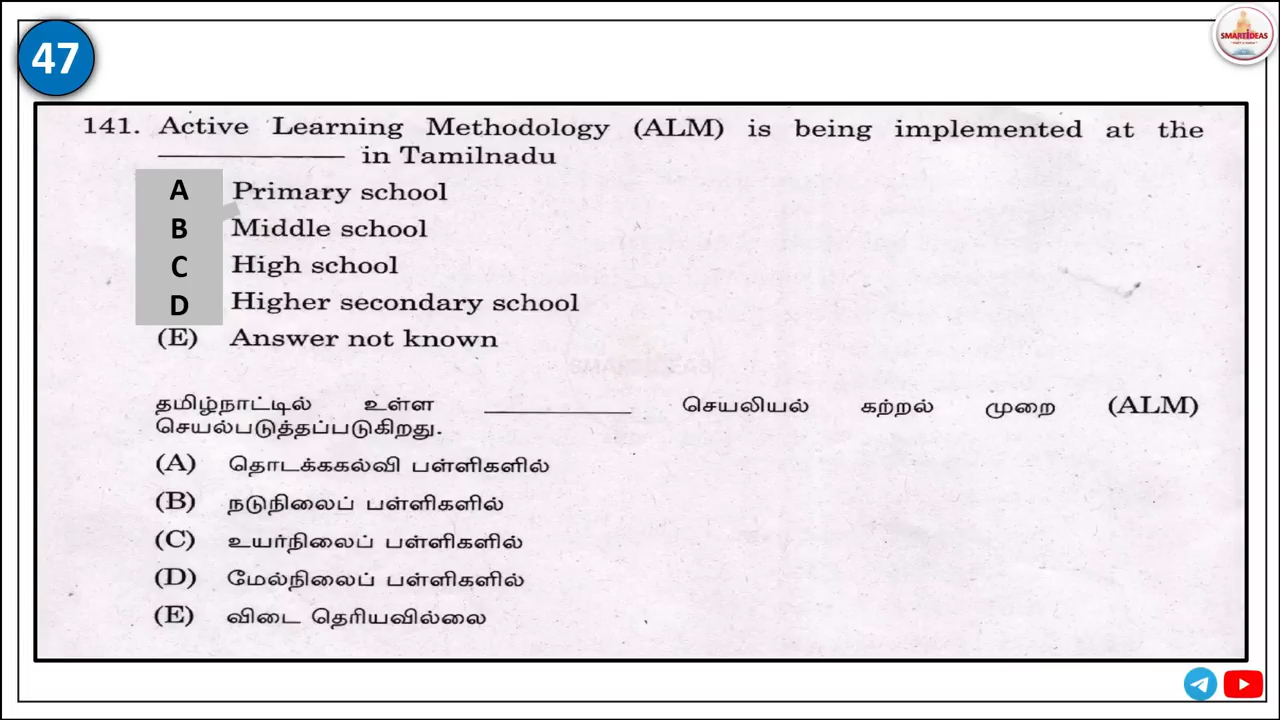 47
SMARTIDEAS
141. Active Learning Methodology (ALM) is being implemented at the
____________ in Tamilnadu
A Primary school
B Middle school
C High school
D Higher secondary school
(E) Answer not known
SMARTIDEAS
தமிழ்நாட்டில் உள்ள ____________ செயலியல் கற்றல் முறை (ALM)
செயல்படுத்தப்படுகிறது.
(A) தொடக்ககல்வி பள்ளிகளில்
(B) நடுநிலைப் பள்ளிகளில்
(C) உயர்நிலைப் பள்ளிகளில்
(D) மேல்நிலைப் பள்ளிகளில்
(E) விடை தெரியவில்லை